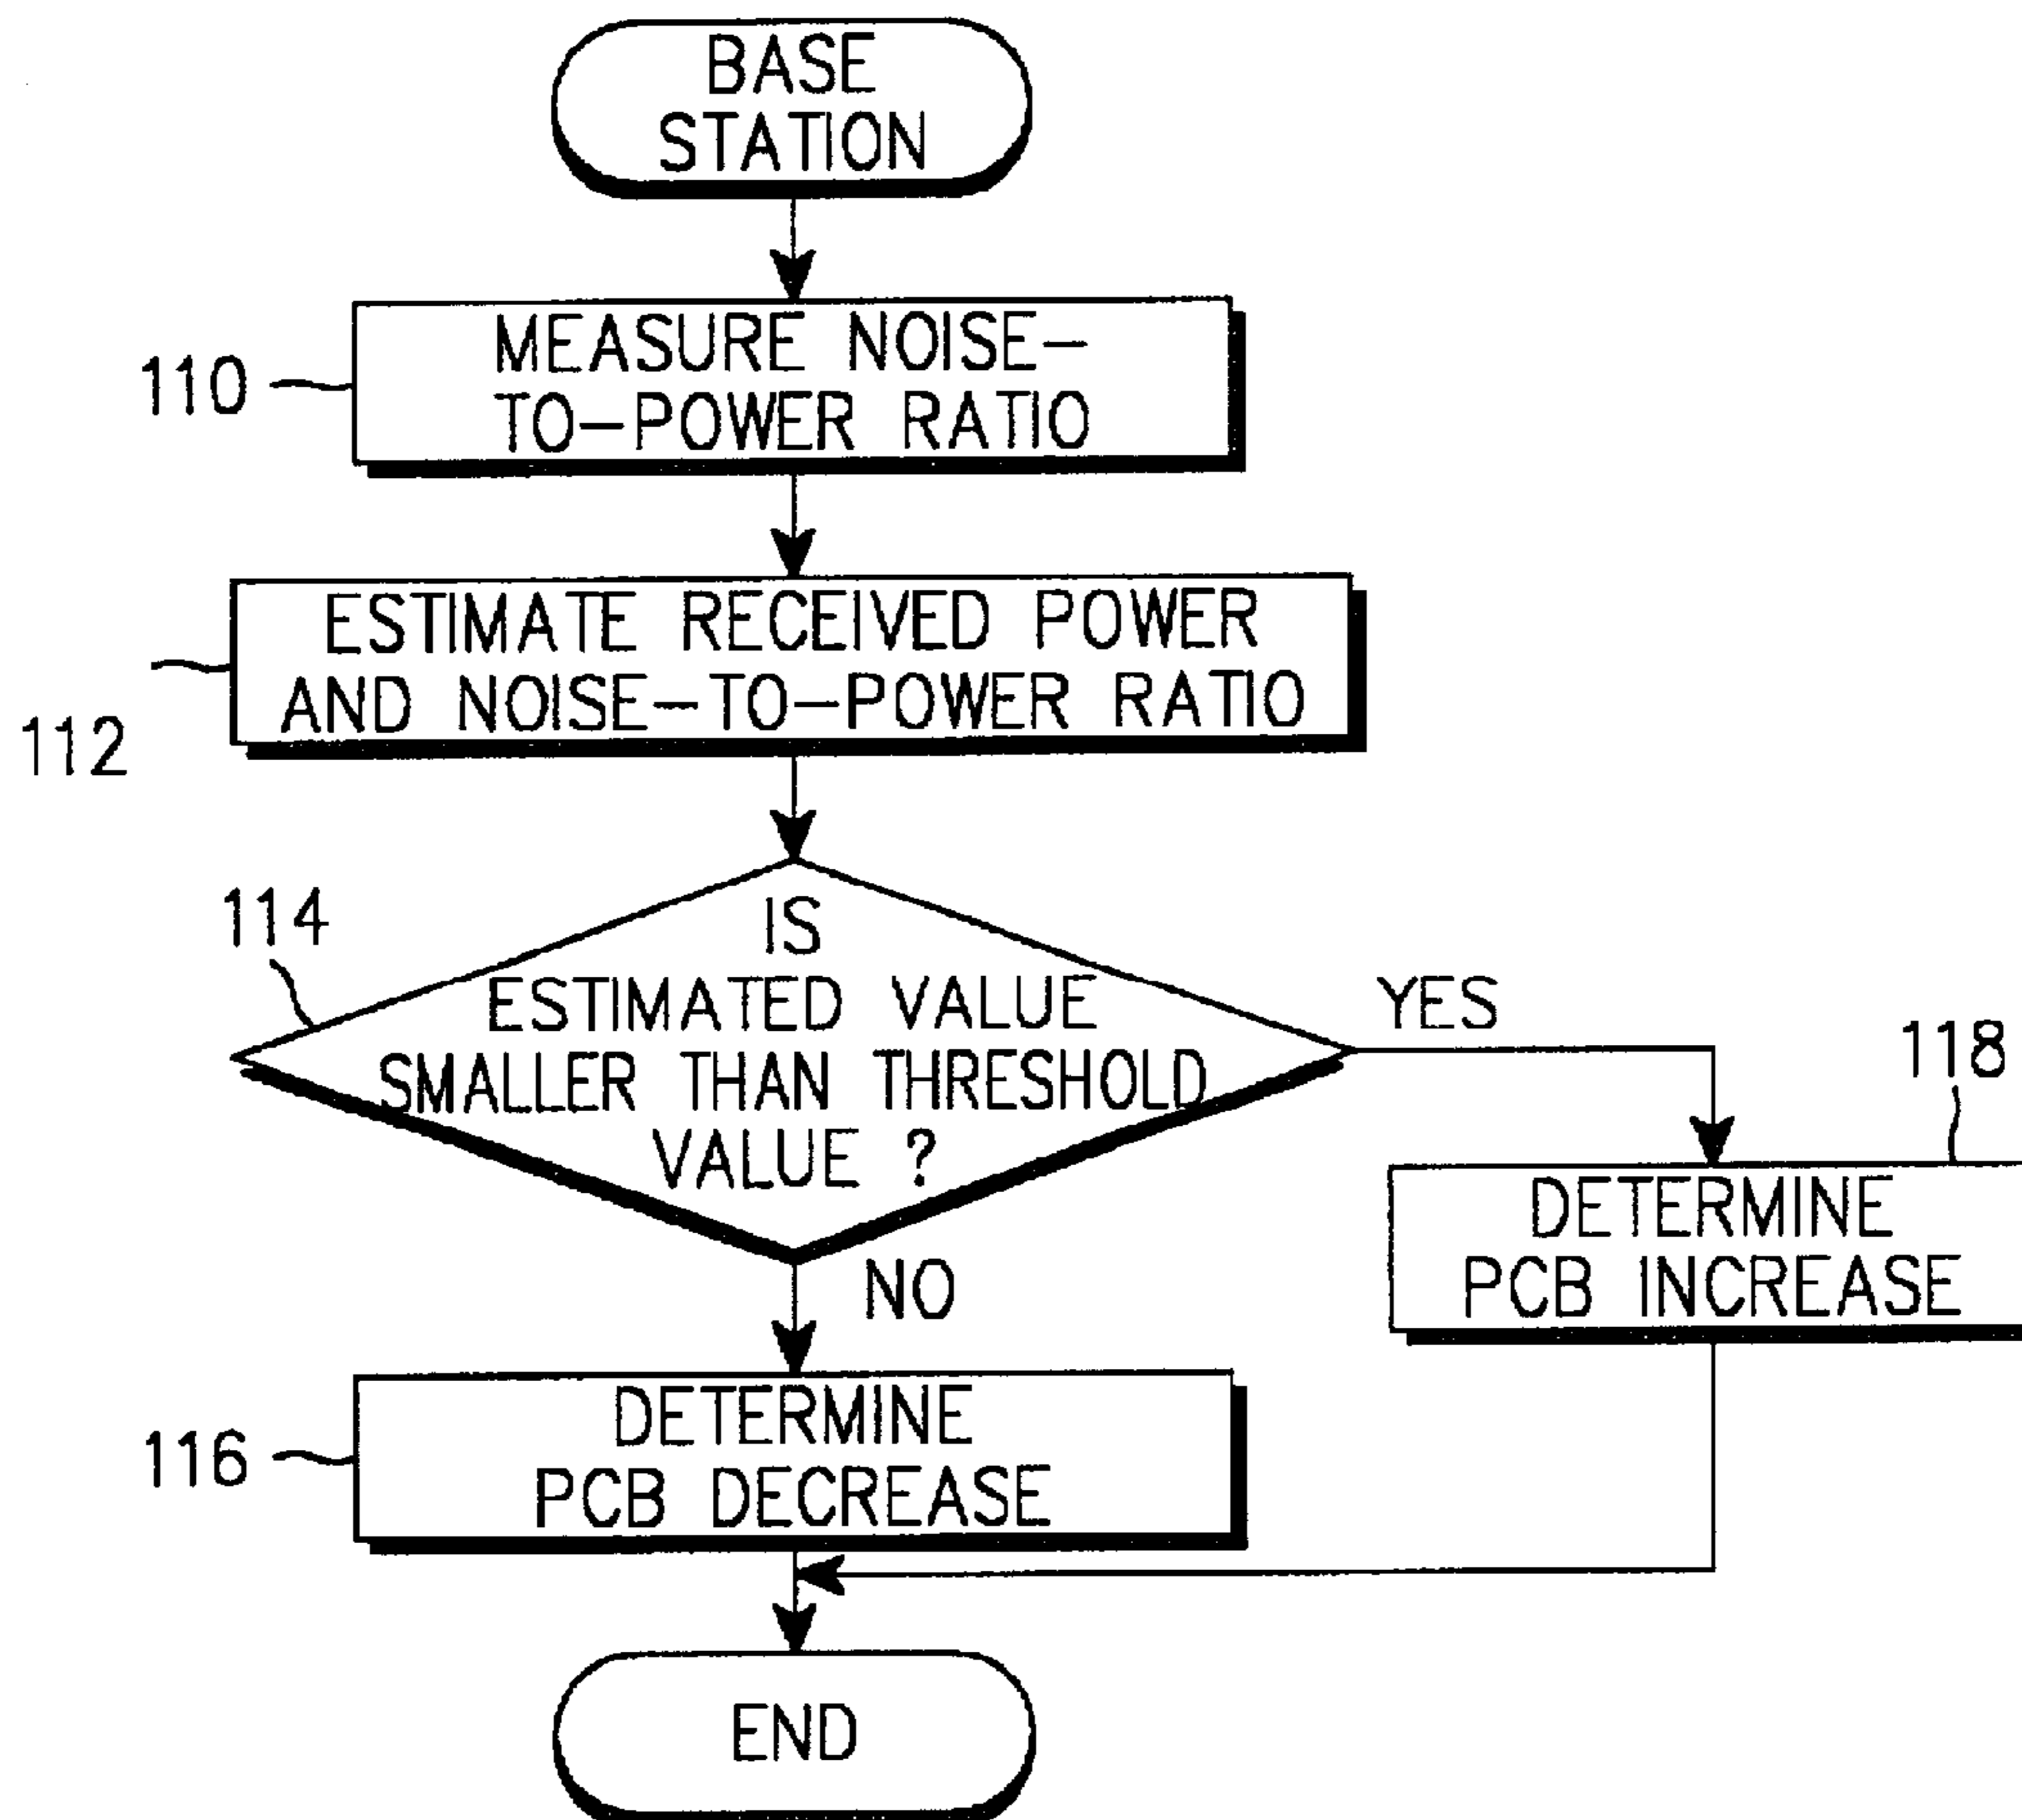 BASE
STATION
110
MEASURE NOISE-
TO-POWER RATIO
112
ESTIMATE RECEIVED POWER
AND NOISE-TO-POWER RATIO
114
IS
ESTIMATED VALUE
SMALLER THAN THRESHOLD
VALUE ?
YES
118
DETERMINE
PCB INCREASE
NO
116
DETERMINE
PCB DECREASE
END